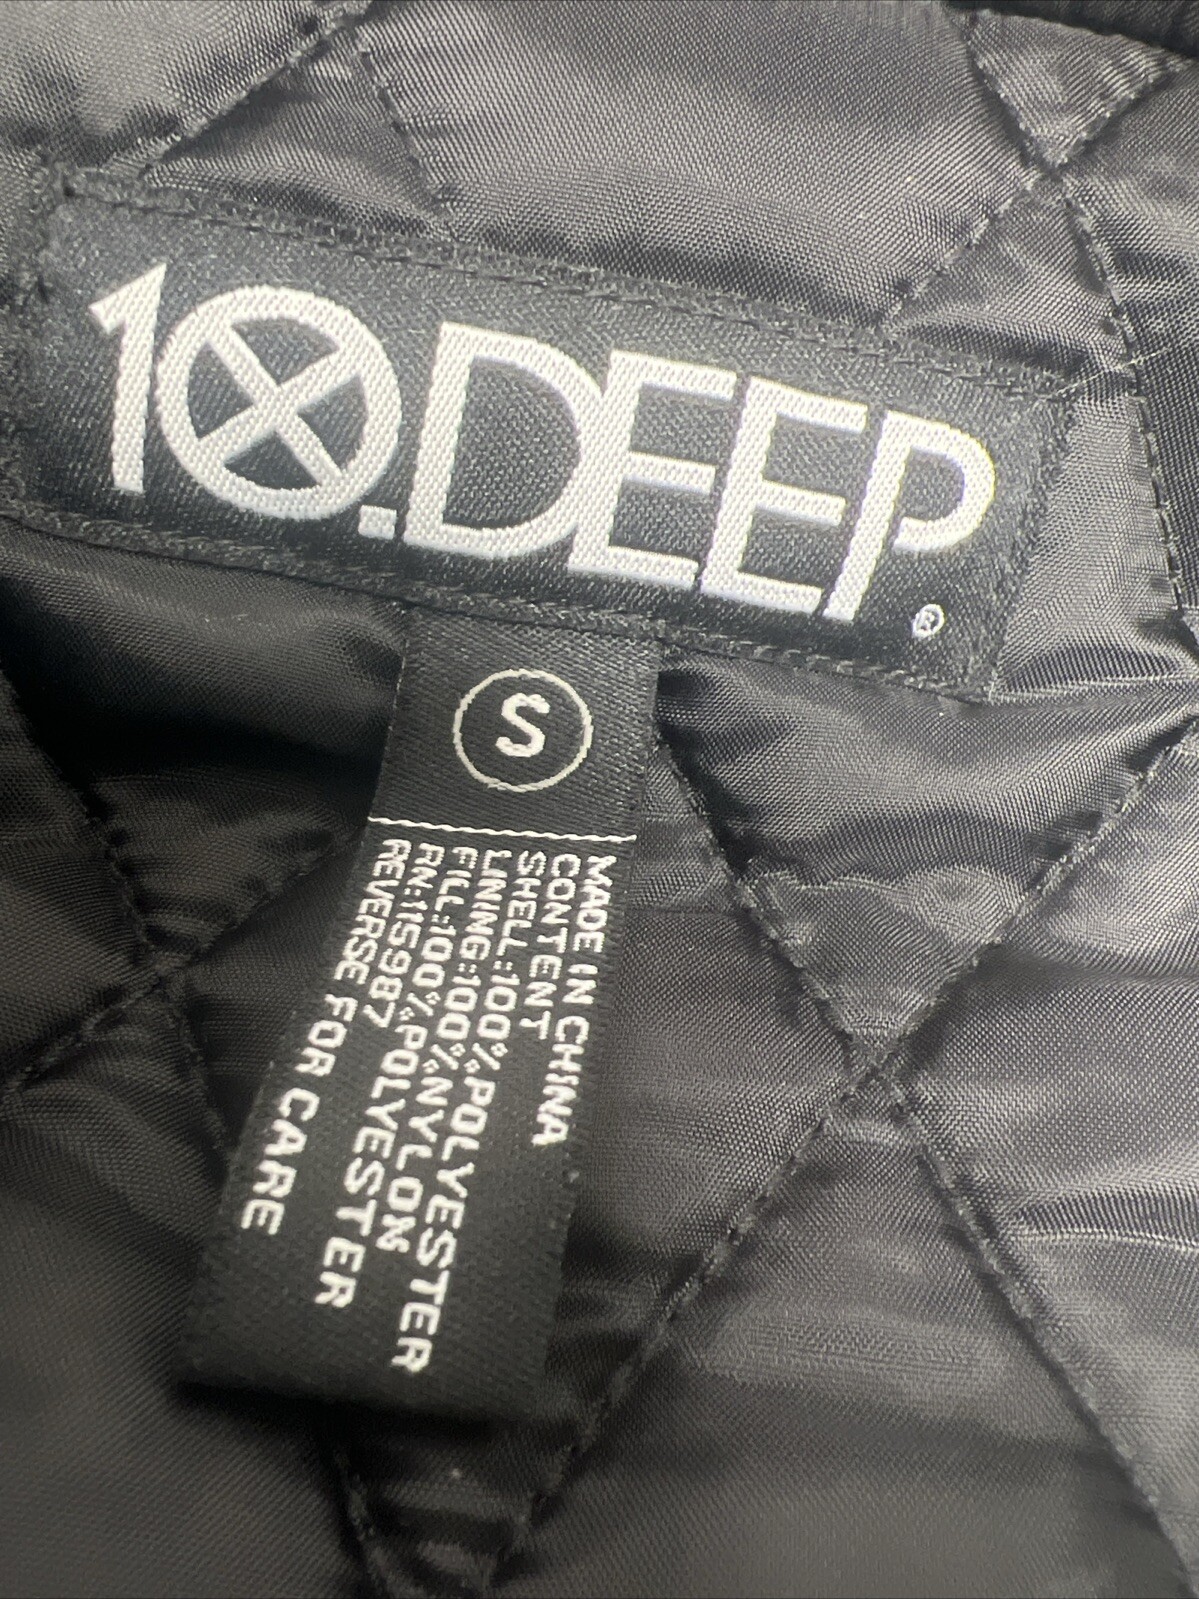 10.DEEP®
S
MADE IN CHINA
CONTENT
SHELL:100%POLYESTER
LINING:100%NYLON
FILL:100%POLYESTER
RN:115987
REVERSE FOR CARE